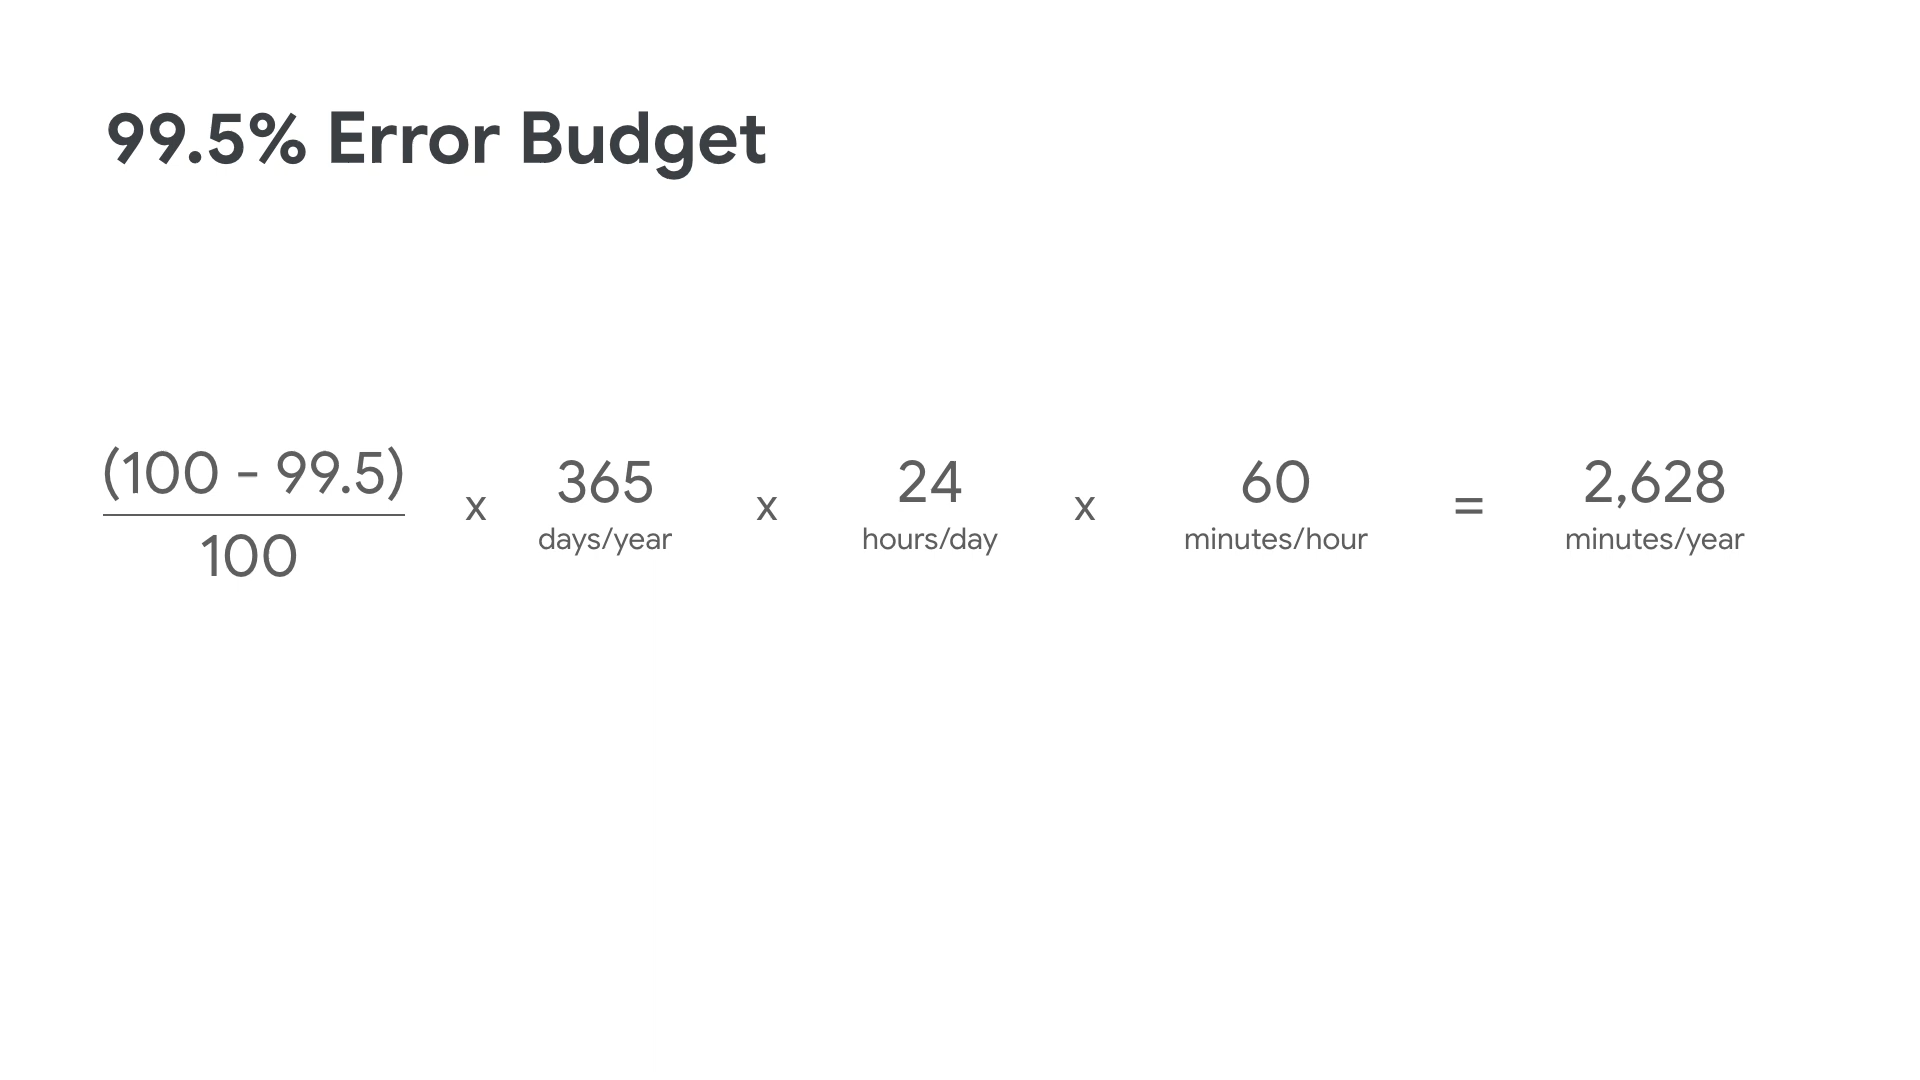 99.5% Error Budget
(100 - 99.5)
100
x
365
days/year
x
24
hours/day
x
60
minutes/hour
=
2,628
minutes/year